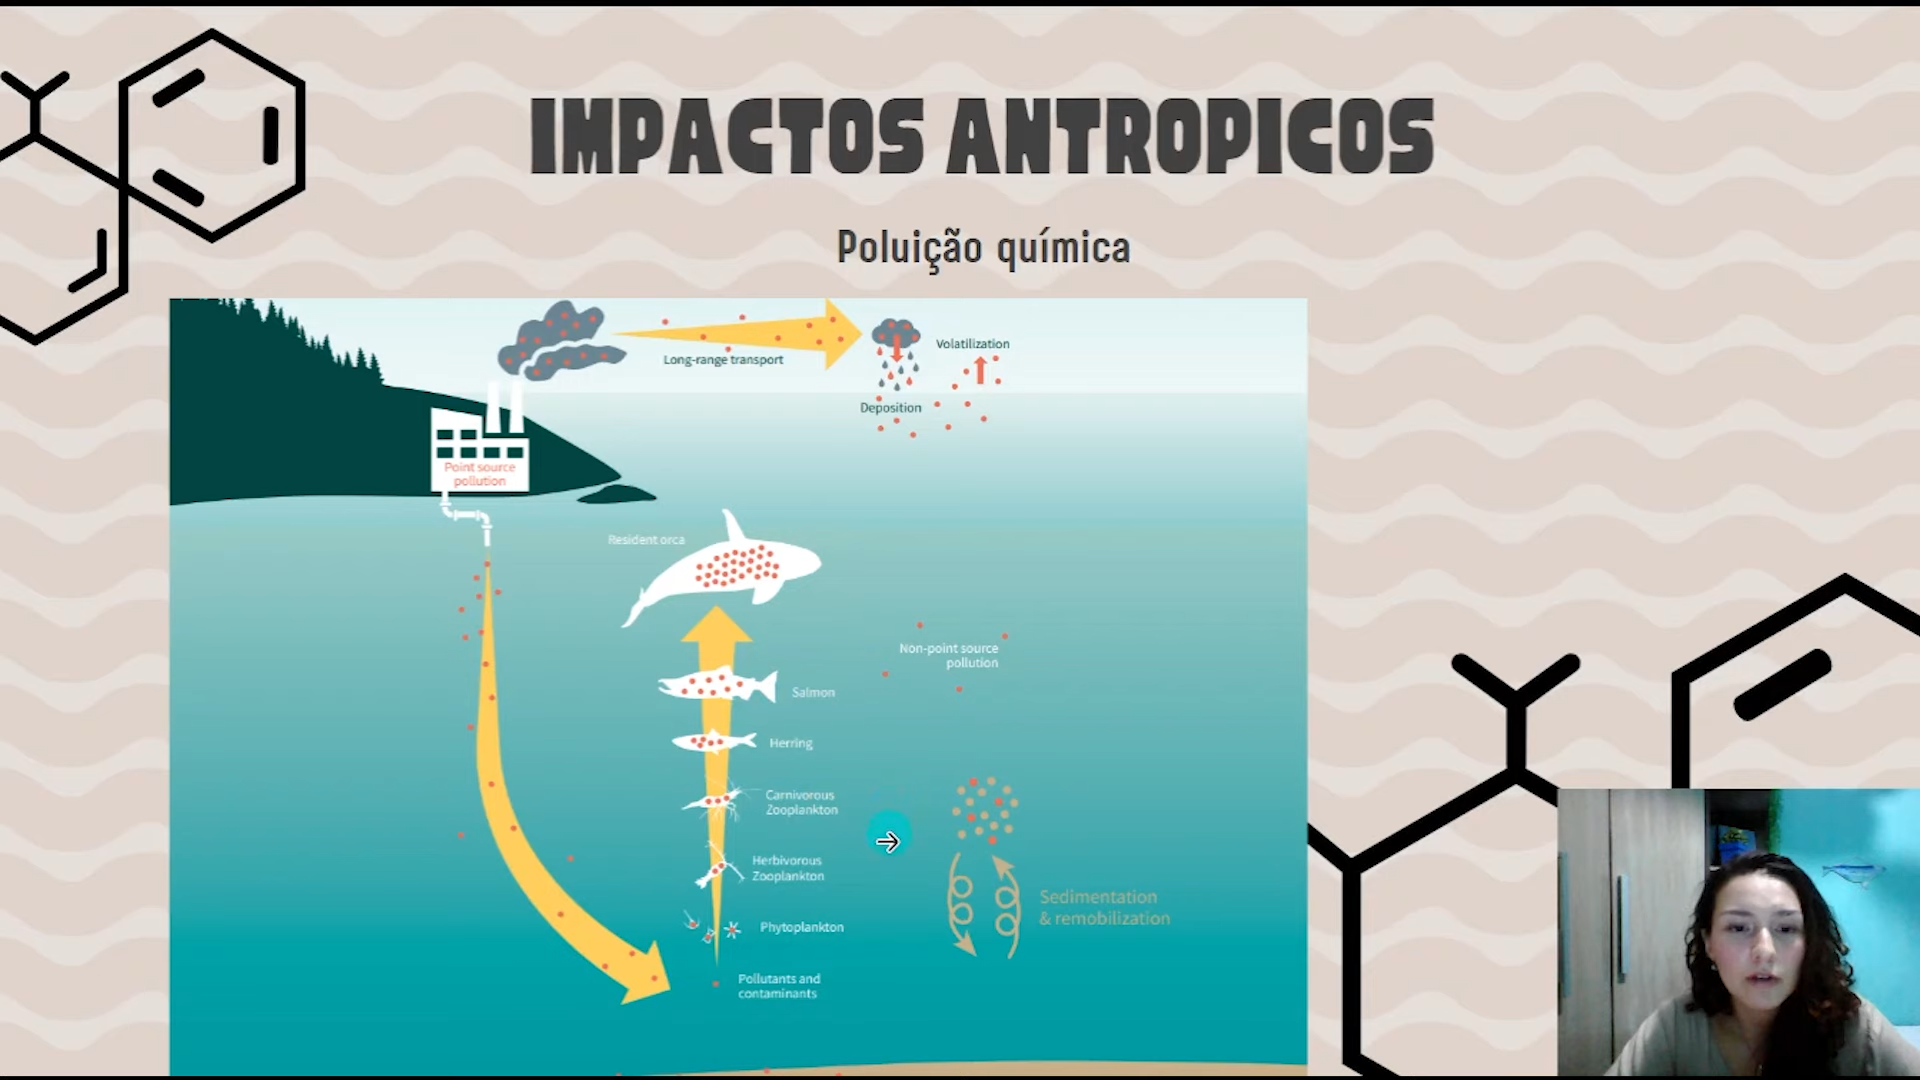 IMPACTOS ANTROPICOS
Poluição química
Long-range transport
Volatilization
Deposition
Point source
pollution
Resident orca
Non-point source
pollution
Salmon
Herring
Carnivorous
Zooplankton
Herbivorous
Zooplankton
Sedimentation
& remobilization
Phytoplankton
Pollutants and
contaminants